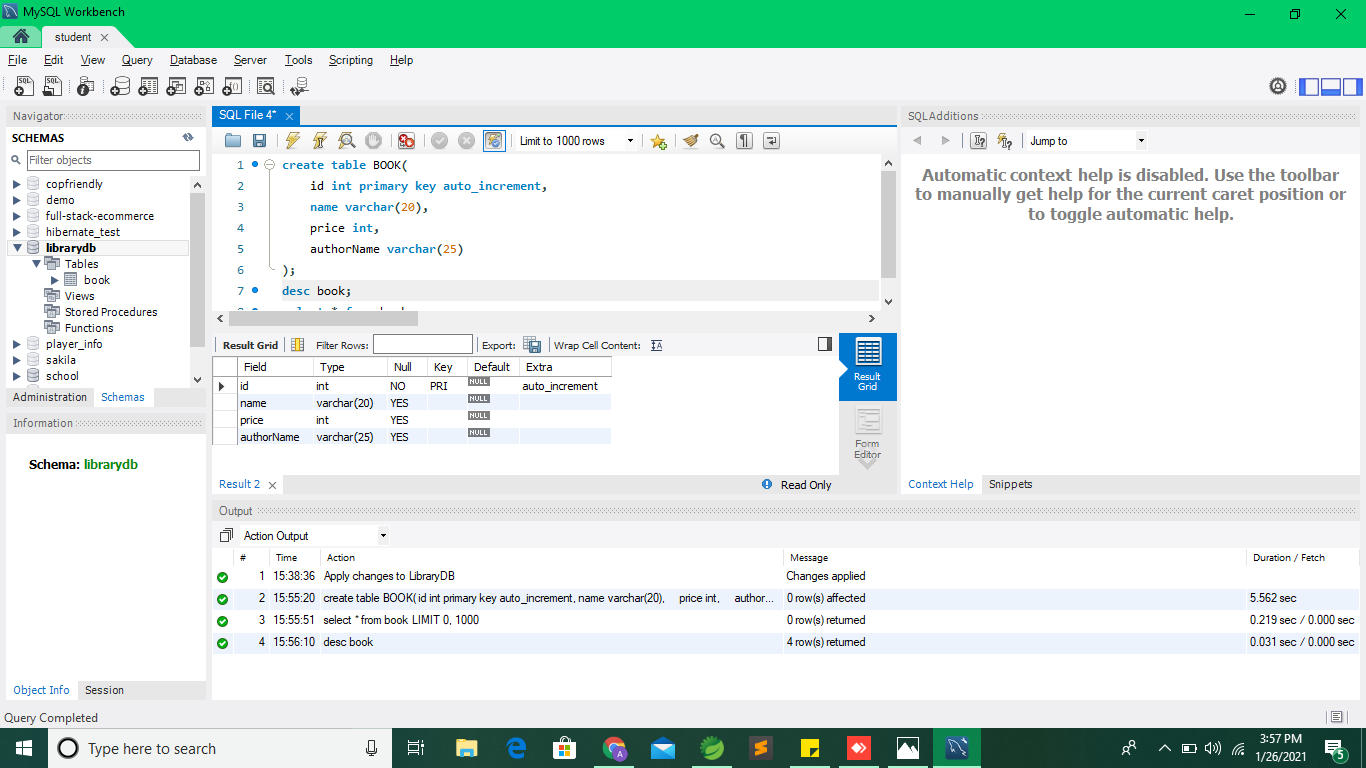 MySQL Workbench
student
File Edit View Query Database Server Tools Scripting Help
Navigator
SCHEMAS
Filter objects
copfriendly
demo
full-stack-ecommerce
hibernate_test
librarydb
Tables
book
Views
Stored Procedures
Functions
player_info
sakila
school
Administration Schemas
Information
Schema: librarydb
Object Info Session
SQL File 4*
Limit to 1000 rows
1 create table BOOK(
2 id int primary key auto_increment,
3 name varchar(20),
4 price int,
5 authorName varchar(25)
6 );
7 desc book;
Result Grid Filter Rows: Export: Wrap Cell Content:
Field Type Null Key Default Extra
id int NO PRI NULL auto_increment
name varchar(20) YES NULL
price int YES NULL
authorName varchar(25) YES NULL
Result Grid
Form Editor
Result 2 Read Only
SQLAdditions
Jump to
Automatic context help is disabled. Use the toolbar
to manually get help for the current caret position or
to toggle automatic help.
Context Help Snippets
Output
Action Output
# Time Action Message Duration / Fetch
1 15:38:36 Apply changes to LibraryDB Changes applied
2 15:55:20 create table BOOK( id int primary key auto_increment, name varchar(20), price int, author... 0 row(s) affected 5.562 sec
3 15:55:51 select * from book LIMIT 0, 1000 0 row(s) returned 0.219 sec / 0.000 sec
4 15:56:10 desc book 4 row(s) returned 0.031 sec / 0.000 sec
Query Completed
Type here to search
3:57 PM
1/26/2021
5